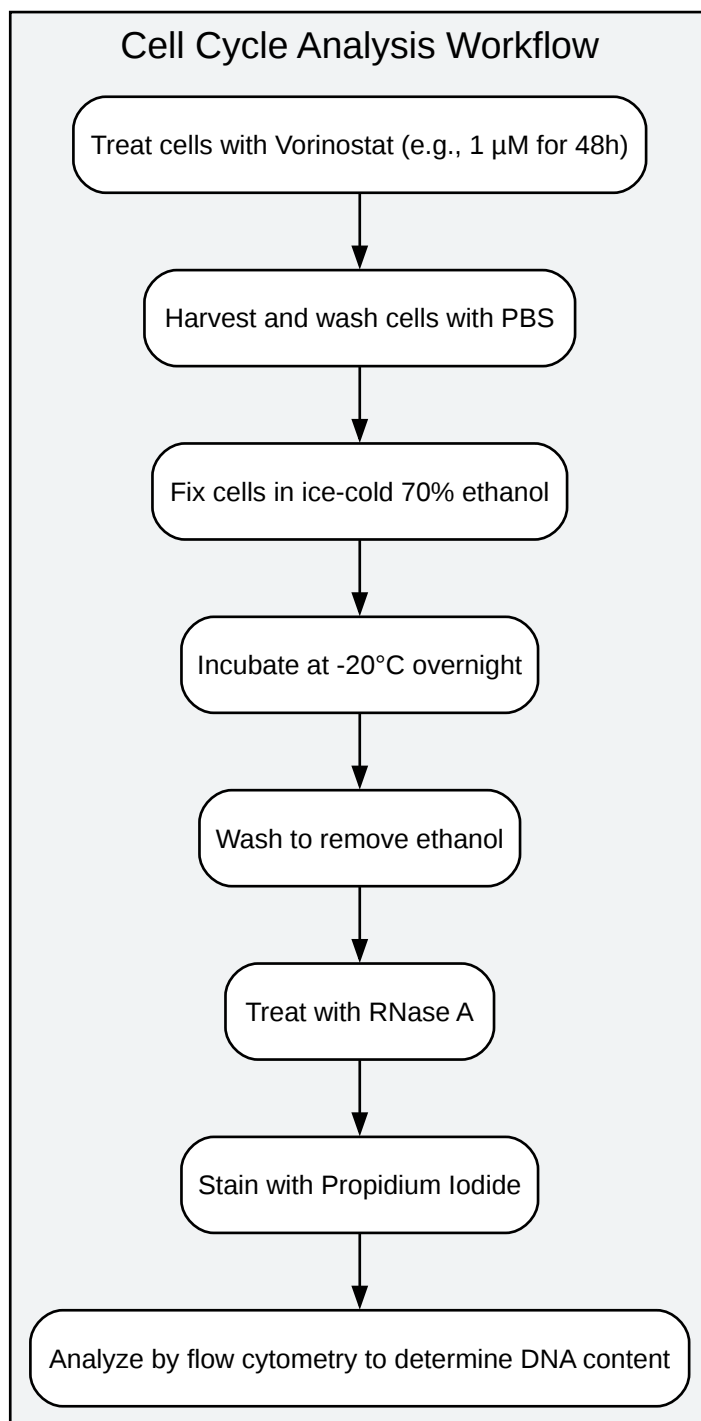 Cell Cycle Analysis Workflow
Treat cells with Vorinostat (e.g., 1 µM for 48h)
Harvest and wash cells with PBS
Fix cells in ice-cold 70% ethanol
Incubate at -20°C overnight
Wash to remove ethanol
Treat with RNase A
Stain with Propidium Iodide
Analyze by flow cytometry to determine DNA content